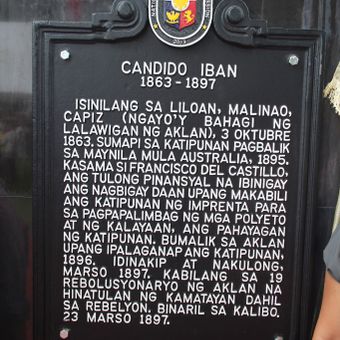 2017
CANDIDO IBAN
1863-1897
ISINILANG SA LILOAN, MALINAO,
CAPIZ (NGAYO'Y BAHAGI NG
LALAWIGAN NG AKLAN), 3 OKTUBRE
1863. SUMAPI SA KATIPUNAN PAGBALIK
SA MAYNILA MULA AUSTRALIA, 1895.
KASAMA SI FRANCISCO DEL CASTILLO,
ANG TULONG PINANSYAL NA IBINIGAY
ANG NAGBIGAY DAAN UPANG MAKABILI
ANG KATIPUNAN NG IMPRENTA PARA
SA PAGPAPALIMBAG NG MGA POLYETO
AT NG KALAYAAN, ANG PAHAYAGAN
NG KATIPUNAN. BUMALIK SA AKLAN
UPANG IPALAGANAP ANG KATIPUNAN,
1896. IDINAKIP AT NAKULONG,
MARSO 1897. KABILANG SA 19
REBOLUSYONARYO NG AKLAN NA
HINATULAN NG KAMATAYAN DAHIL
SA REBELYON. BINARIL SA KALIBO,
23 MARSO 1897.